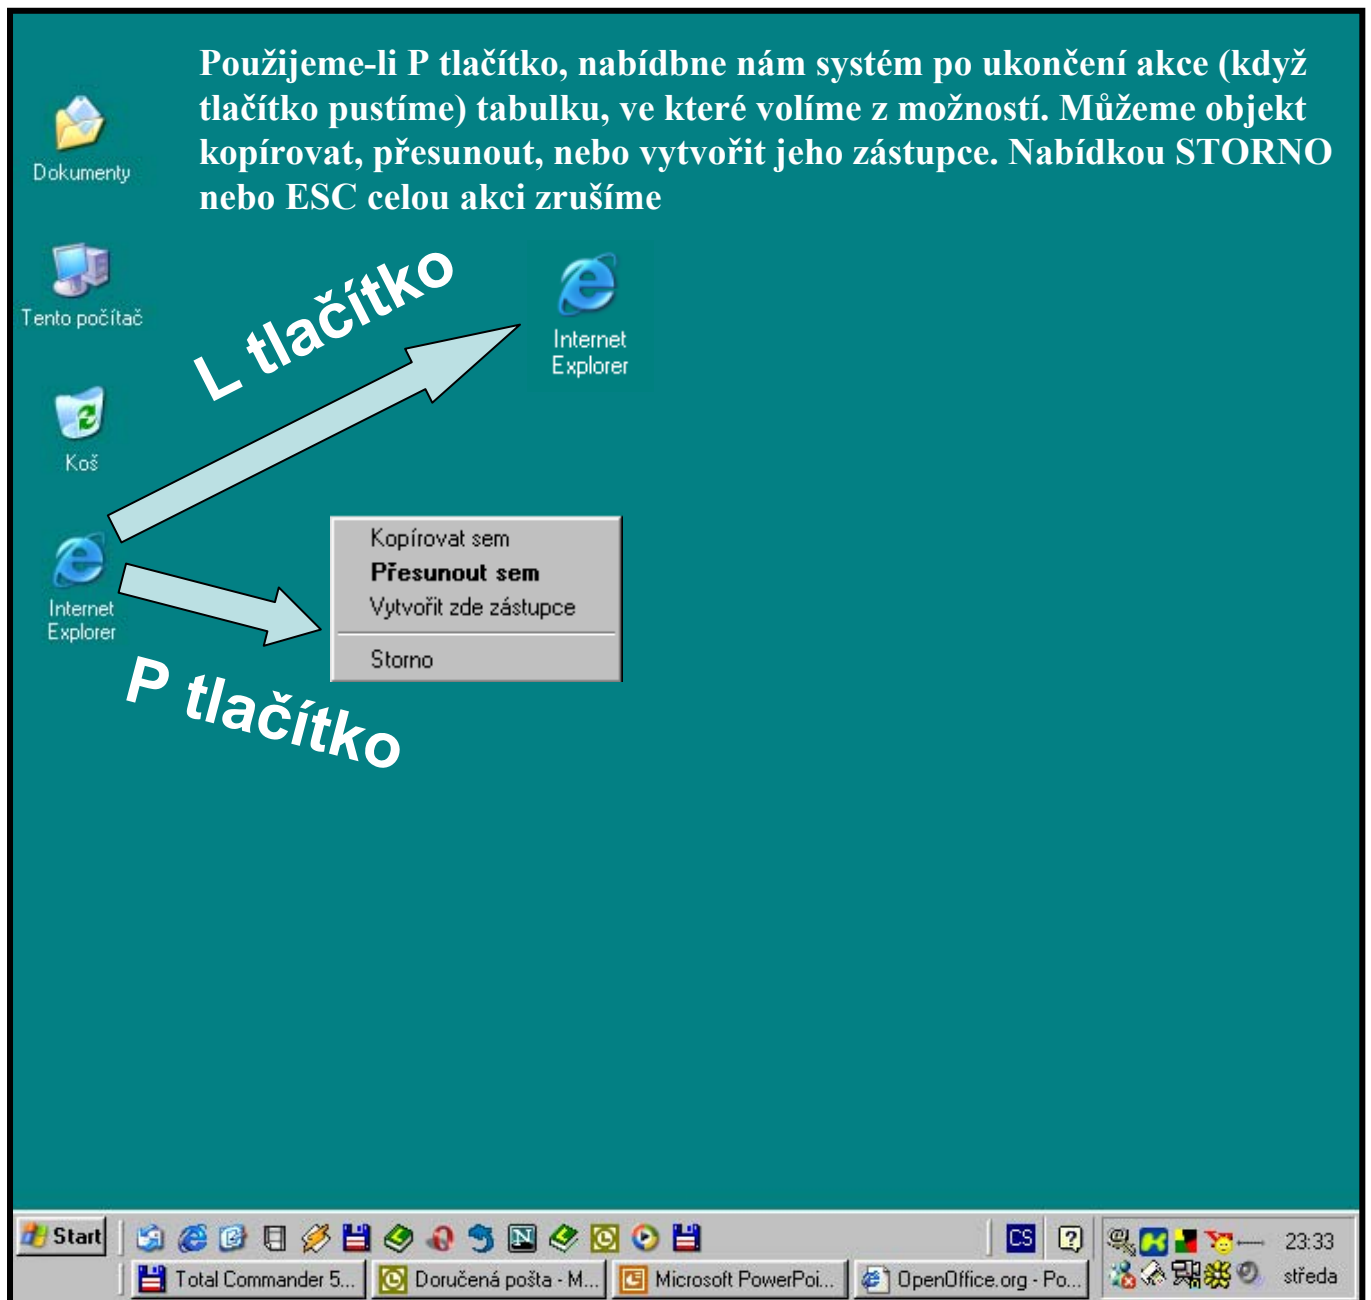 Použijeme-li P tlačítko, nabídbne nám systém po ukončení akce (když
tlačítko pustíme) tabulku, ve které volíme z možností. Můžeme objekt
kopírovat, přesunout, nebo vytvořit jeho zástupce. Nabídkou STORNO
nebo ESC celou akci zrušíme
Dokumenty
Tento počítač
Koš
Internet
Explorer
L tlačítko
Internet
Explorer
P tlačítko
Kopírovat sem
Přesunout sem
Vytvořit zde zástupce
Storno
Start
CS
23:33
Total Commander 5...
Doručená pošta - M...
Microsoft PowerPoi...
OpenOffice.org - Po...
středa